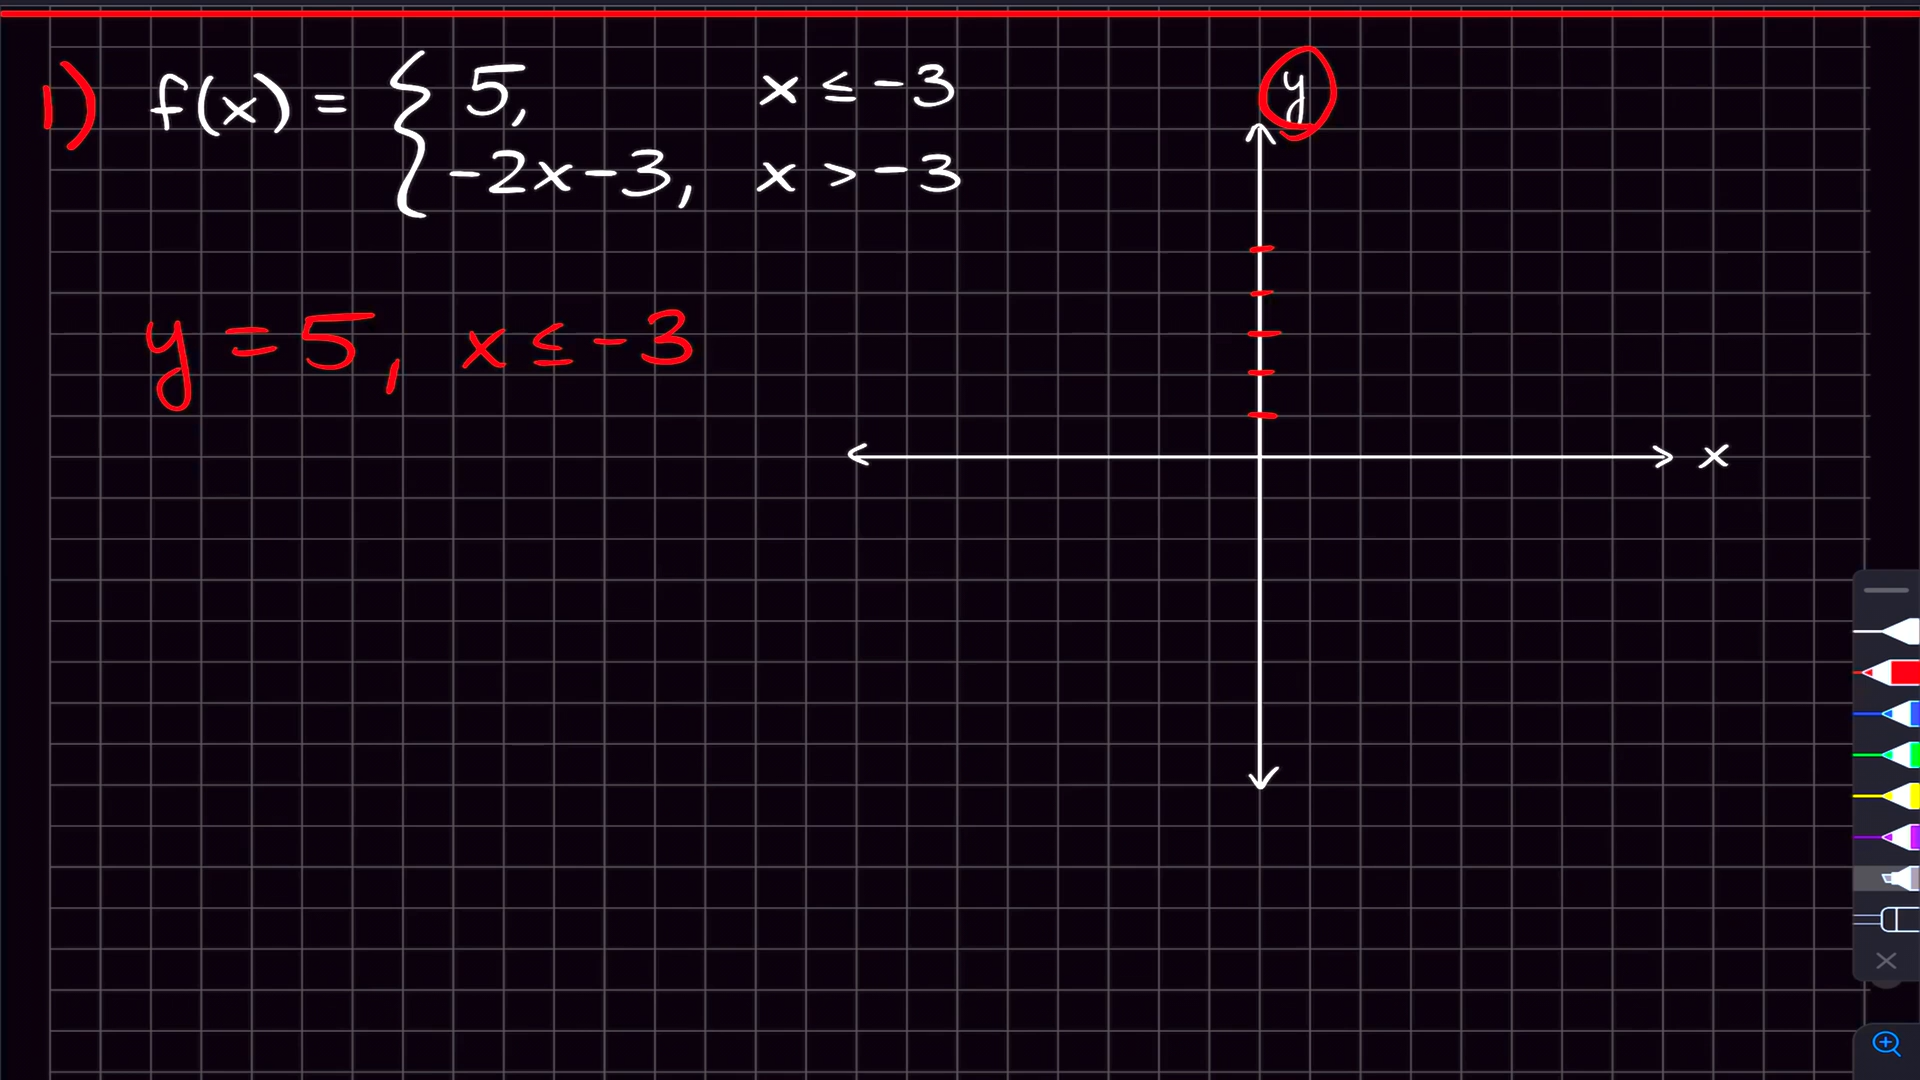 1) f(x) = { 5, x ≤ -3
-2x-3, x > -3
y
y = 5, x ≤ -3
x